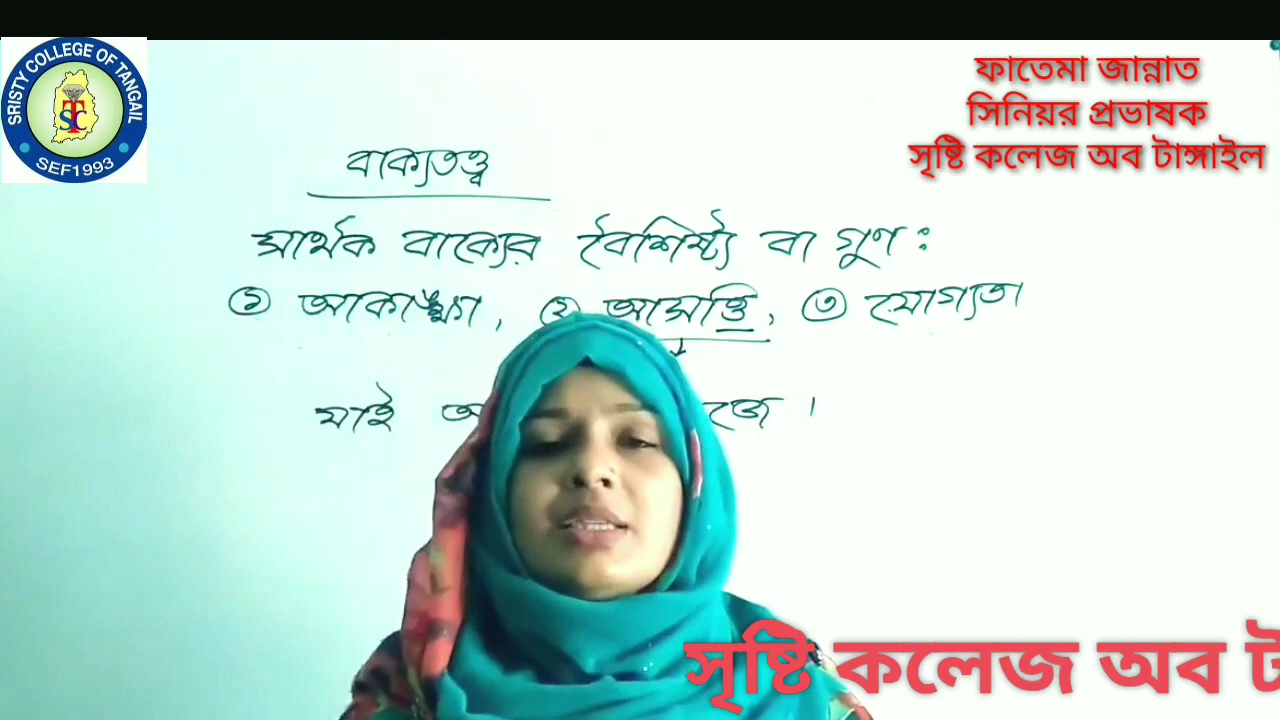 SRISTY COLLEGE OF TANGAIL
STC
SEF1993
ফাতেমা জান্নাত
সিনিয়র প্রভাষক
সৃষ্টি কলেজ অব টাঙ্গাইল
বাক্যতত্ত্ব
সার্থক বাক্যের বৈশিষ্ট্য বা গুণ :
১ আকাঙ্ক্ষা, ২ আসত্তি, ৩ যোগ্যতা
যাই জে ।
সৃষ্টি কলেজ অব ট